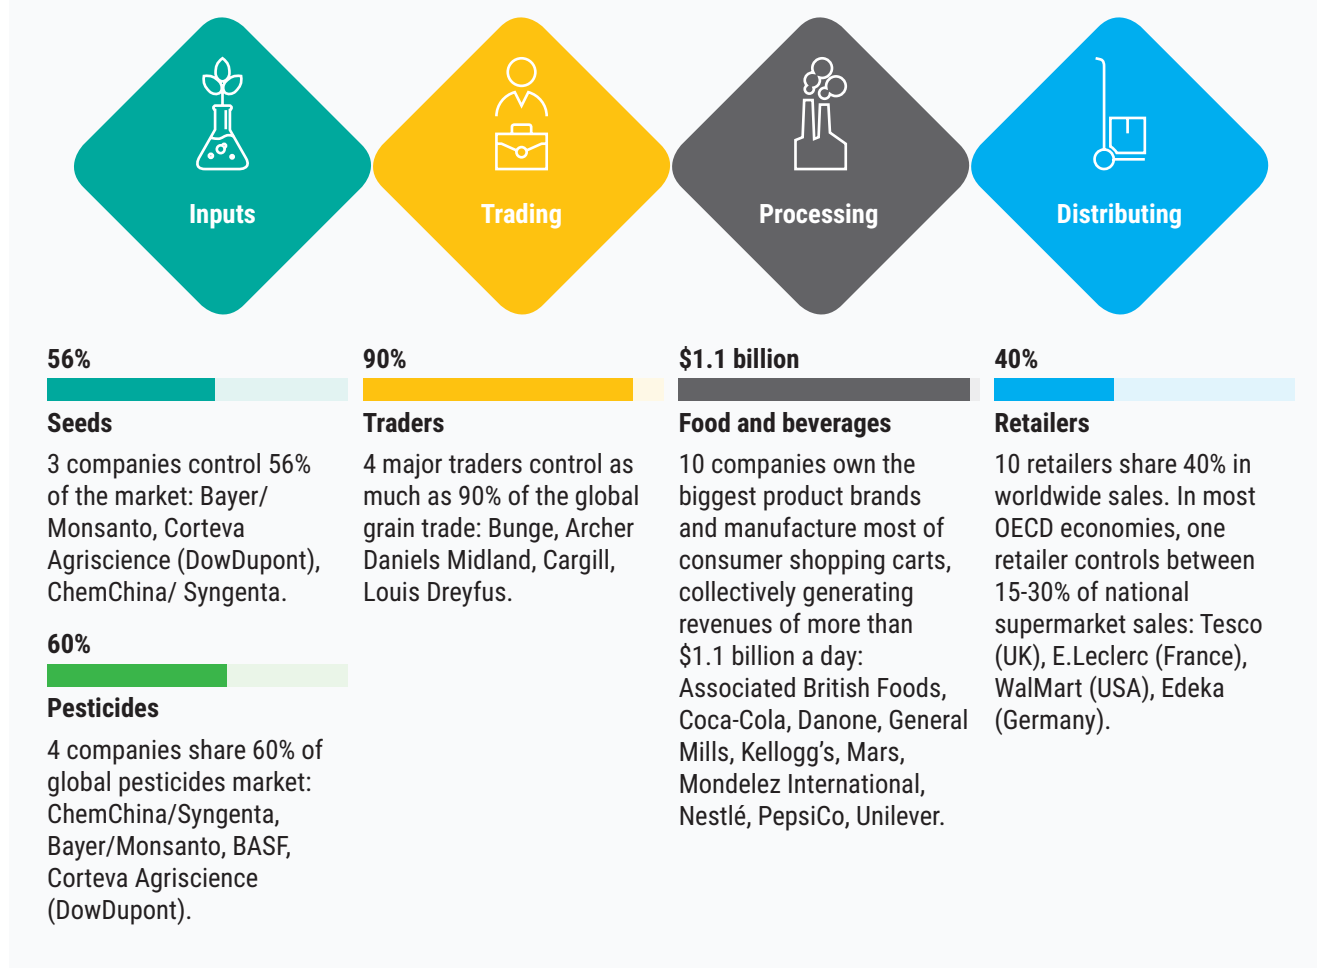 Inputs
Trading
Processing
Distributing
56%
Seeds
3 companies control 56%
of the market: Bayer/
Monsanto, Corteva
Agriscience (DowDupont),
ChemChina/ Syngenta.
60%
Pesticides
4 companies share 60% of
global pesticides market:
ChemChina/Syngenta,
Bayer/Monsanto, BASF,
Corteva Agriscience
(DowDupont).
90%
Traders
4 major traders control as
much as 90% of the global
grain trade: Bunge, Archer
Daniels Midland, Cargill,
Louis Dreyfus.
$1.1 billion
Food and beverages
10 companies own the
biggest product brands
and manufacture most of
consumer shopping carts,
collectively generating
revenues of more than
$1.1 billion a day:
Associated British Foods,
Coca-Cola, Danone, General
Mills, Kellogg’s, Mars,
Mondelez International,
Nestlé, PepsiCo, Unilever.
40%
Retailers
10 retailers share 40% in
worldwide sales. In most
OECD economies, one
retailer controls between
15-30% of national
supermarket sales: Tesco
(UK), E.Leclerc (France),
WalMart (USA), Edeka
(Germany).